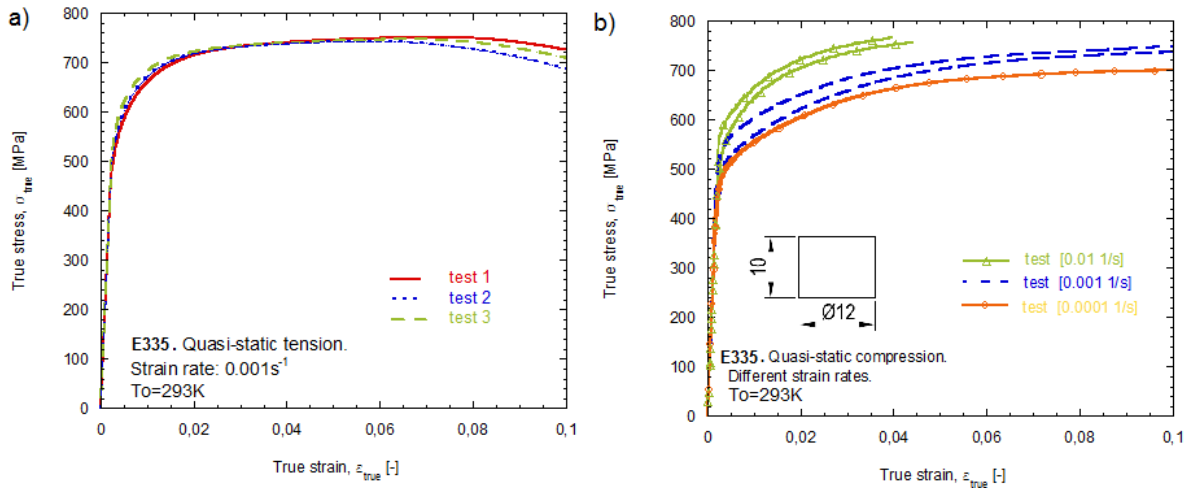 a)
800
700
600
500
400
300
200
100
0
True stress, σtrue [MPa]
test 1
test 2
test 3
E335. Quasi-static tension.
Strain rate: 0.001s-1
To=293K
0 0,02 0,04 0,06 0,08 0,1
True strain, εtrue [-]
b)
800
700
600
500
400
300
200
100
0
True stress, σtrue [MPa]
10
Ø12
test [0.01 1/s]
test [0.001 1/s]
test [0.0001 1/s]
E335. Quasi-static compression.
Different strain rates.
To=293K
0 0,02 0,04 0,06 0,08 0,1
True strain, εtrue [-]